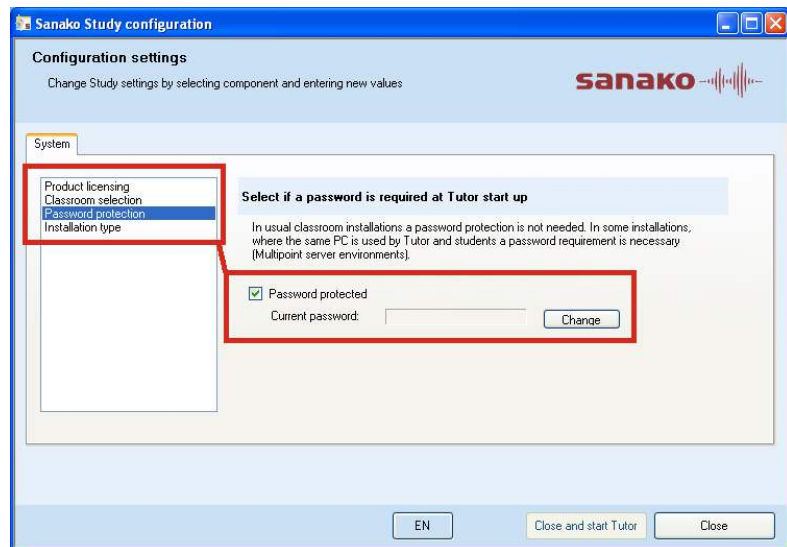 Sanako Study configuration
Configuration settings
Change Study settings by selecting component and entering new values
sanako
System
Product licensing
Classroom selection
Password protection
Installation type
Select if a password is required at Tutor start up
In usual classroom installations a password protection is not needed. In some installations,
where the same PC is used by Tutor and students a password requirement is necessary
(Multipoint server environments).
Password protected
Current password:
Change
EN
Close and start Tutor
Close